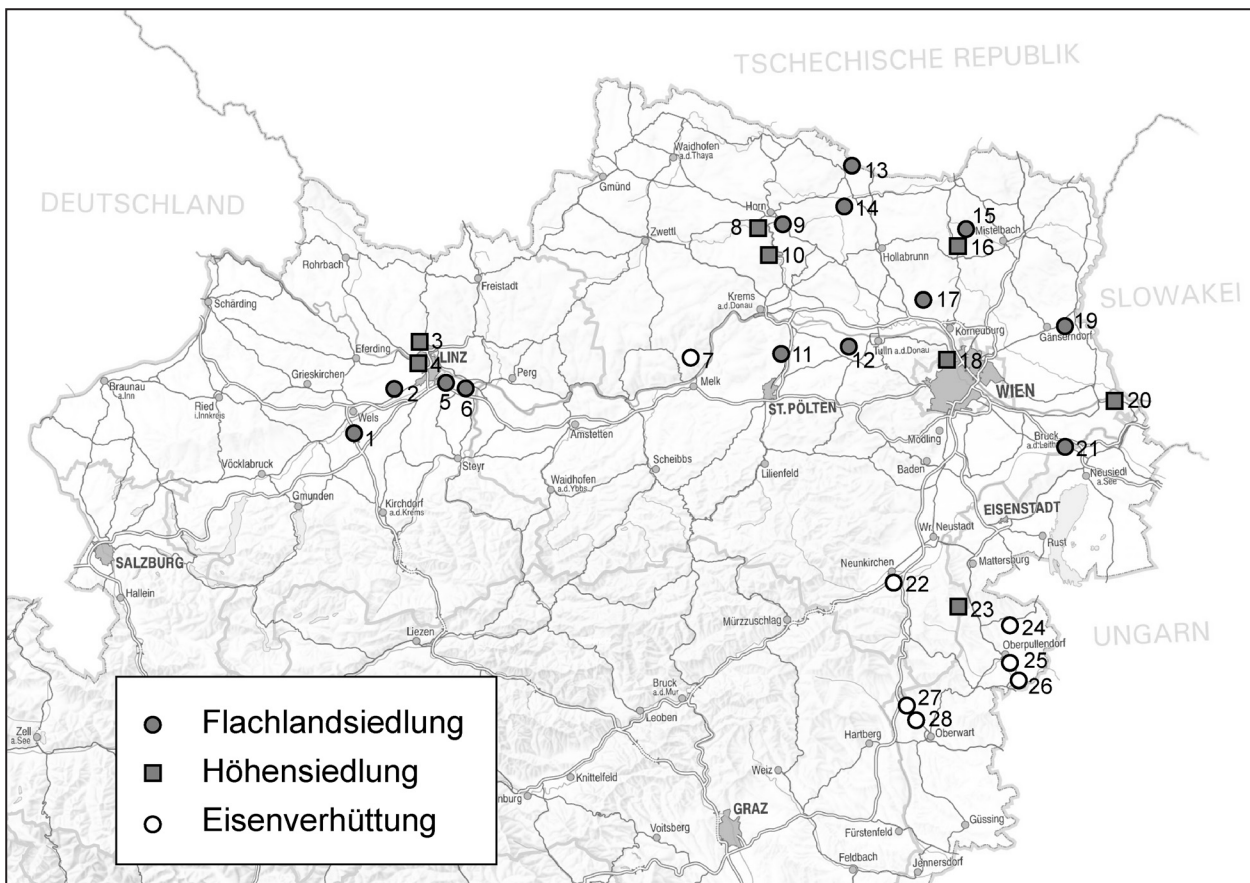 TSCHECHISCHE REPUBLIK
DEUTSCHLAND
SLOWAKEI
UNGARN
Waidhofen
a.d.Thaya
Gmünd
13
Horn
14
8
9
15
Mistelbach
16
Zwettl
10
Hollabrunn
Rohrbach
Freistadt
Schärding
Krems
a.d.Donau
17
Korneuburg
Gänserndorf
19
3
Eferding
LINZ
4
7
11
12
Tulln a.d.Donau
18
Grieskirchen
Perg
Melk
Braunau
a.Inn
2
5
6
ST.PÖLTEN
WIEN
20
Ried
i.Innkreis
Wels
1
Amstetten
Mödling
Bruck
a.d.Leitha
21
Vöcklabruck
Steyr
Scheibbs
Lilienfeld
Baden
Neusiedl
a.See
Gmunden
Waidhofen
a.d.Ybbs
Kirchdorf
a.d.Krems
EISENSTADT
Wr. Neustadt
Rust
SALZBURG
Mattersburg
Neunkirchen
22
Hallein
23
Mürzzuschlag
24
Liezen
Oberpullendorf
25
26
Bruck
a.d.Mur
27
Leoben
28
Zell
a.See
Hartberg
Oberwart
Weiz
Knittelfeld
enburg
GRAZ
Voitsberg
Fürstenfeld
Güssing
Feldbach
Jennersdorf
Flachlandsiedlung
Höhensiedlung
Eisenverhüttung